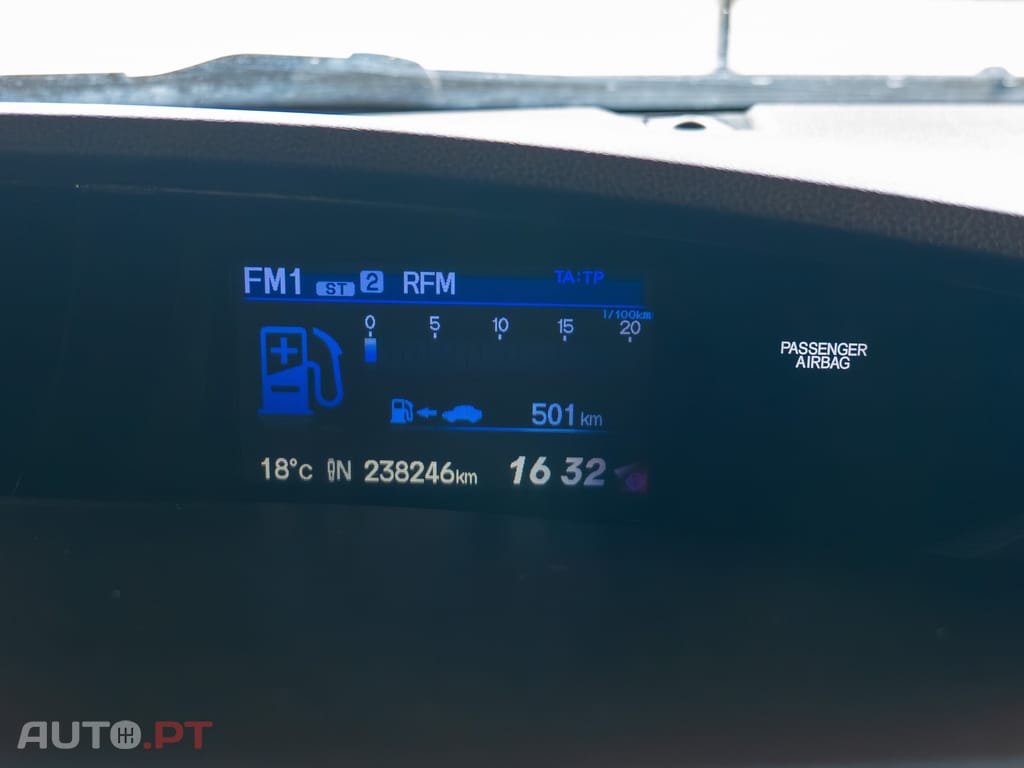 FM1 ST 2 RFM TA:TP
l/100km
0 5 10 15 20
501 km
18°c N 238246km 16 32
PASSENGER
AIRBAG
AUTO.PT